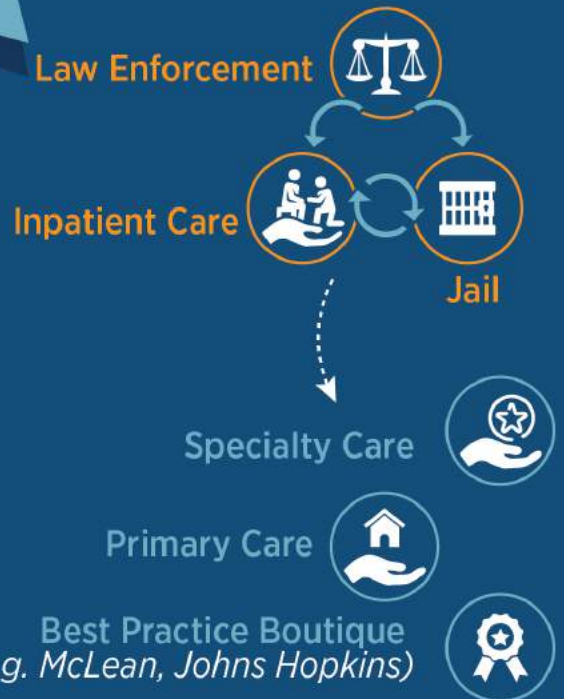 Law Enforcement
Inpatient Care
Jail
Specialty Care
Primary Care
Best Practice Boutique
g. McLean, Johns Hopkins)